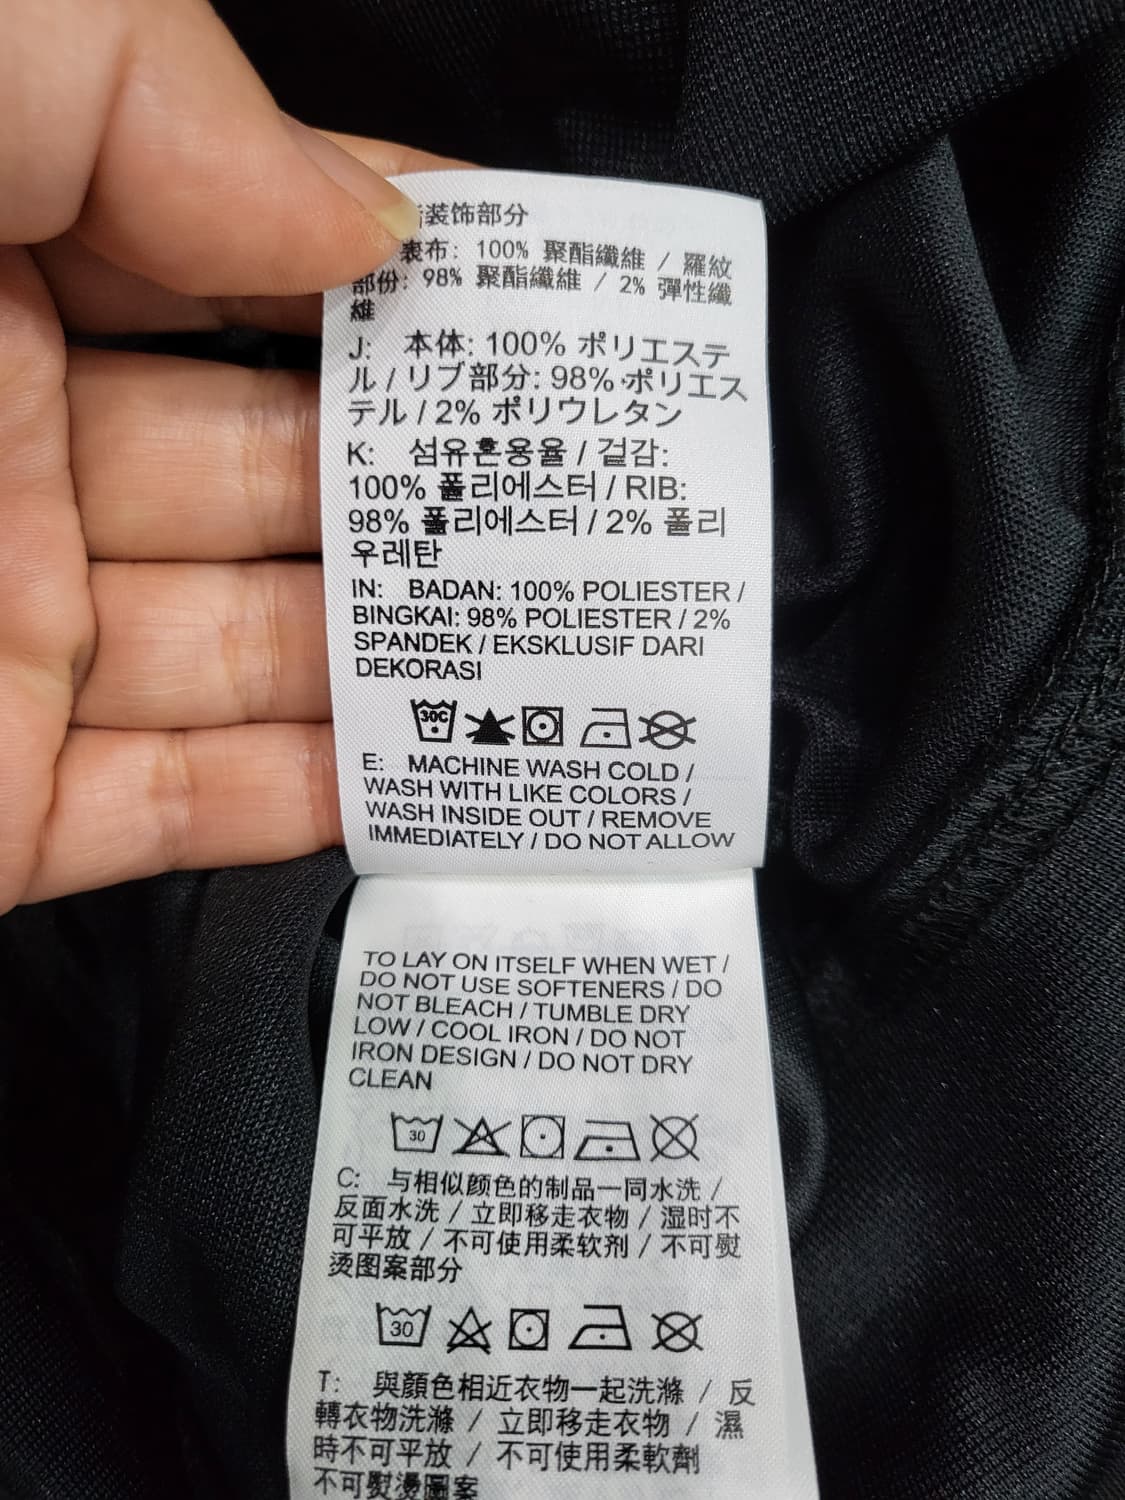 装饰部分
表布: 100% 聚酯纖維 / 羅紋
部份: 98% 聚酯纖維 / 2% 彈性纖
維
J: 本体: 100% ポリエステ
ル / リブ部分: 98% ポリエス
テル / 2% ポリウレタン
K: 섬유혼용율 / 겉감:
100% 폴리에스터 / RIB:
98% 폴리에스터 / 2% 폴리
우레탄
IN: BADAN: 100% POLIESTER /
BINGKAI: 98% POLIESTER / 2%
SPANDEK / EKSKLUSIF DARI
DEKORASI
30C
E: MACHINE WASH COLD /
WASH WITH LIKE COLORS /
WASH INSIDE OUT / REMOVE
IMMEDIATELY / DO NOT ALLOW
TO LAY ON ITSELF WHEN WET /
DO NOT USE SOFTENERS / DO
NOT BLEACH / TUMBLE DRY
LOW / COOL IRON / DO NOT
IRON DESIGN / DO NOT DRY
CLEAN
30
C: 与相似颜色的制品一同水洗 /
反面水洗 / 立即移走衣物 / 湿时不
可平放 / 不可使用柔软剂 / 不可熨
烫图案部分
30
T: 與顏色相近衣物一起洗滌 / 反
轉衣物洗滌 / 立即移走衣物 / 濕
時不可平放 / 不可使用柔軟劑
不可熨燙圖案